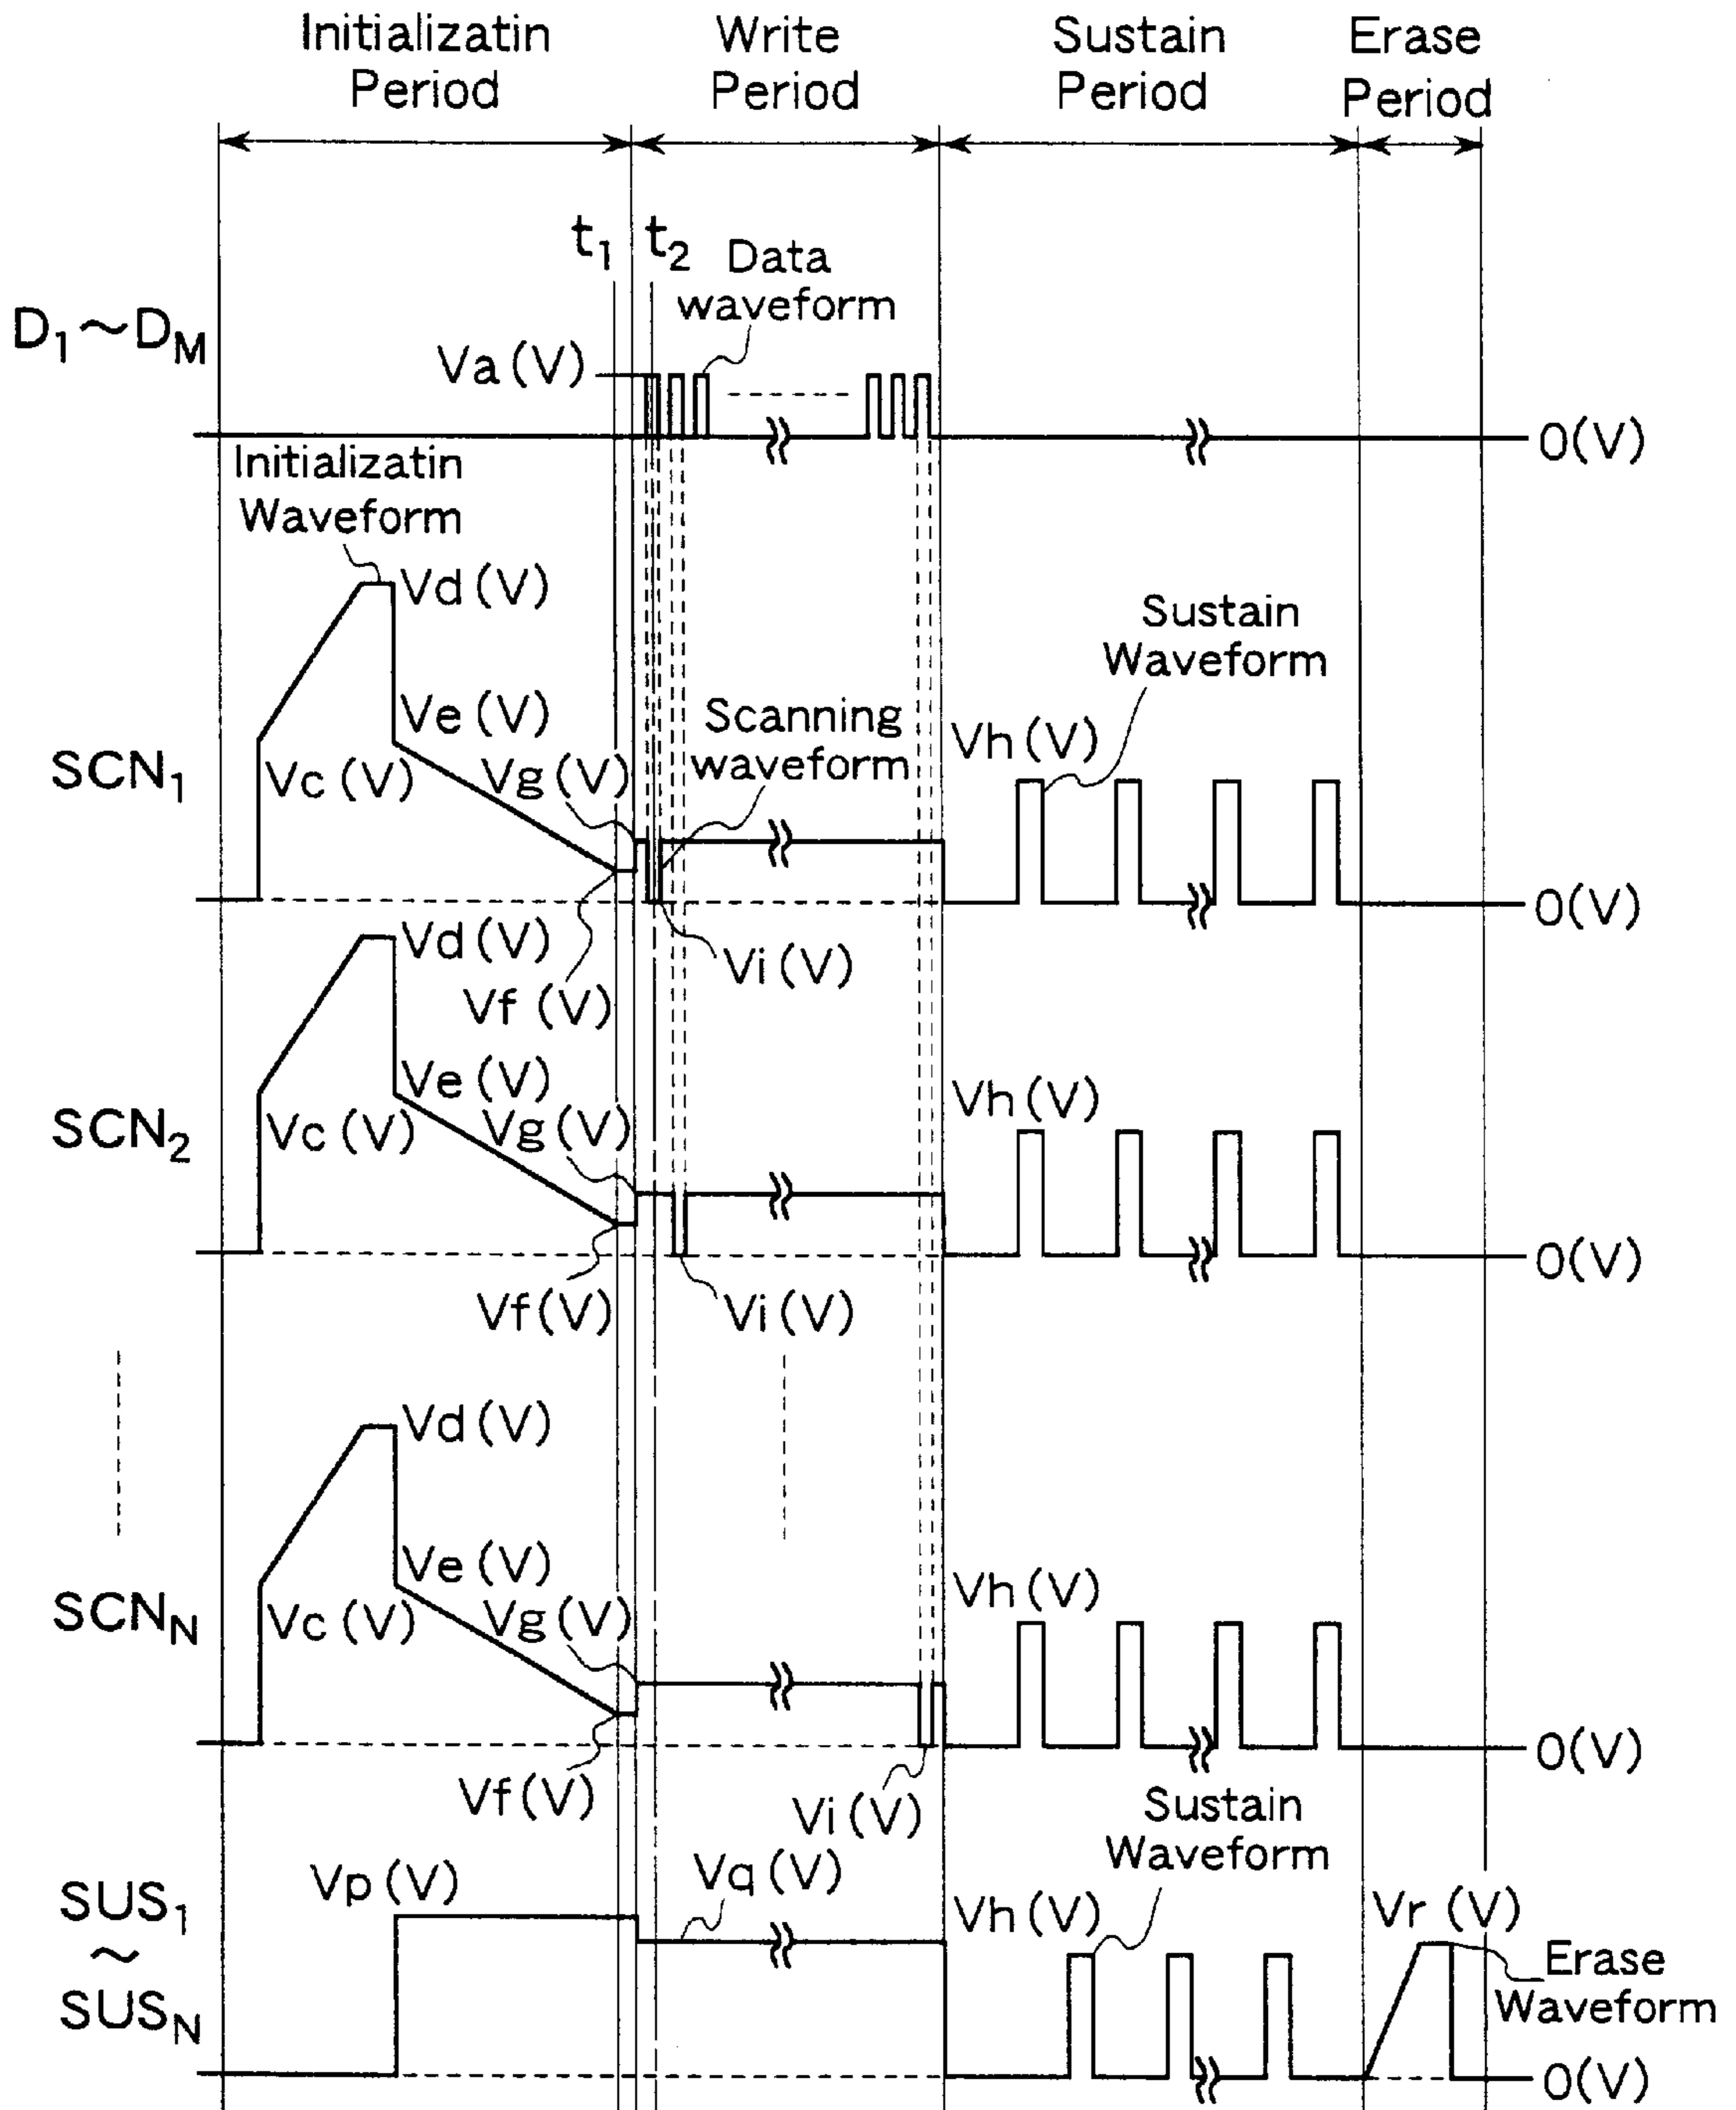 Initializatin
Period
Write
Period
Sustain
Period
Erase
Period
t1
t2
Data
waveform
D1~DM
Va (V)
0(V)
Initializatin
Waveform
Vd (V)
Sustain
Waveform
Ve (V)
Scanning
waveform
Vh (V)
SCN1
Vc (V)
Vg (V)
0(V)
Vd (V)
Vi (V)
Vf (V)
Ve (V)
Vh (V)
SCN2
Vc (V)
Vg (V)
0(V)
Vf (V)
Vi (V)
Vd (V)
Ve (V)
Vh (V)
SCNN
Vc (V)
Vg (V)
0(V)
Vf (V)
Vi (V)
Sustain
Waveform
SUS1
~
SUSN
Vp (V)
Vq (V)
Vh (V)
Vr (V)
Erase
Waveform
0(V)